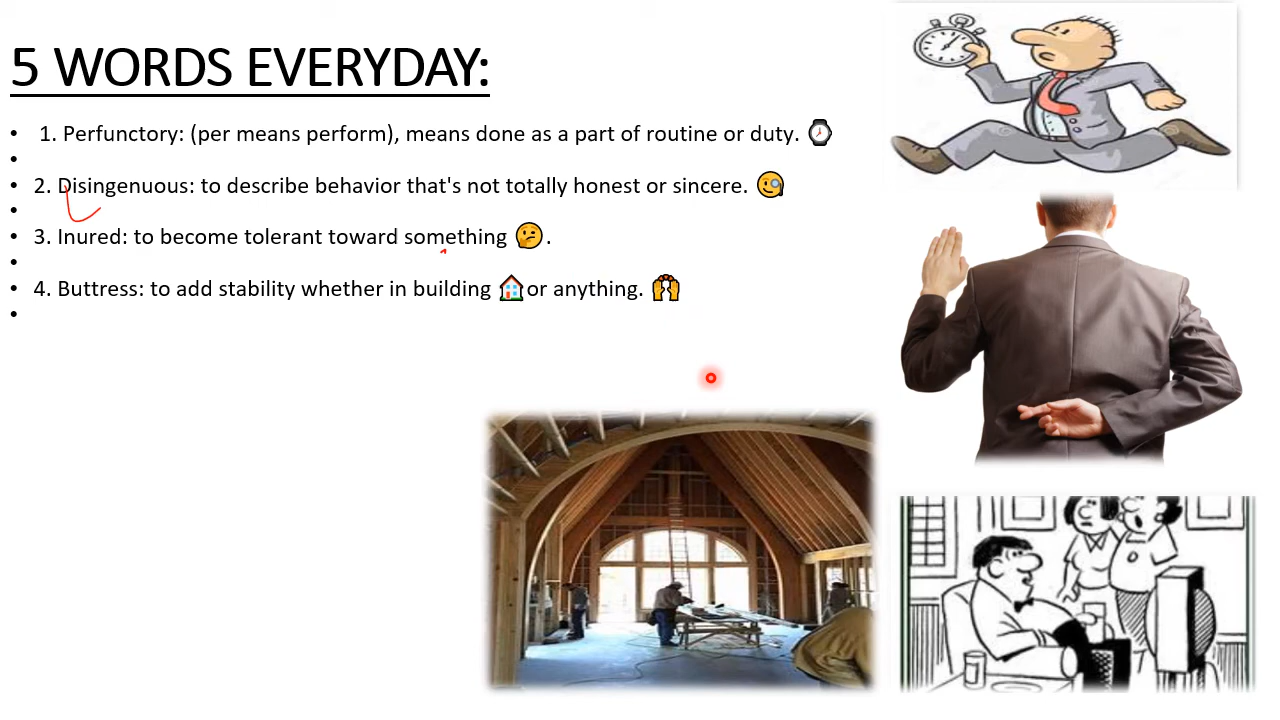 5 WORDS EVERYDAY:
• 1. Perfunctory: (per means perform), means done as a part of routine or duty. ⌚
•
• 2. Disingenuous: to describe behavior that's not totally honest or sincere. 🧐
•
• 3. Inured: to become tolerant toward something 🤔.
•
• 4. Buttress: to add stability whether in building 🏠or anything. 🙌
•